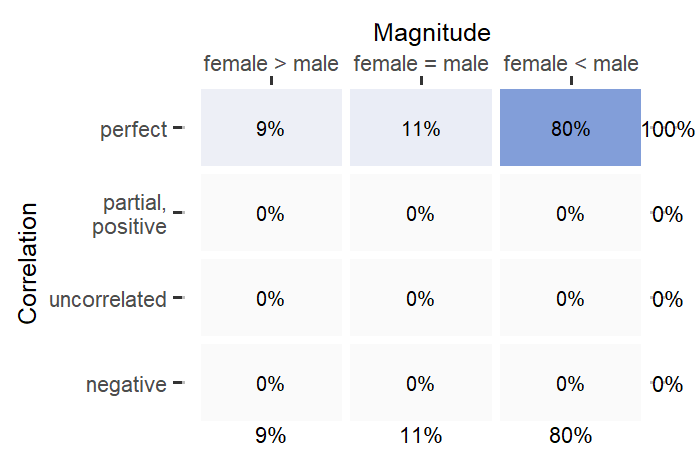 Magnitude
female > male female = male female < male
perfect 9% 11% 80% 100%
partial,
positive 0% 0% 0% 0%
uncorrelated 0% 0% 0% 0%
negative 0% 0% 0% 0%
9% 11% 80%
Correlation